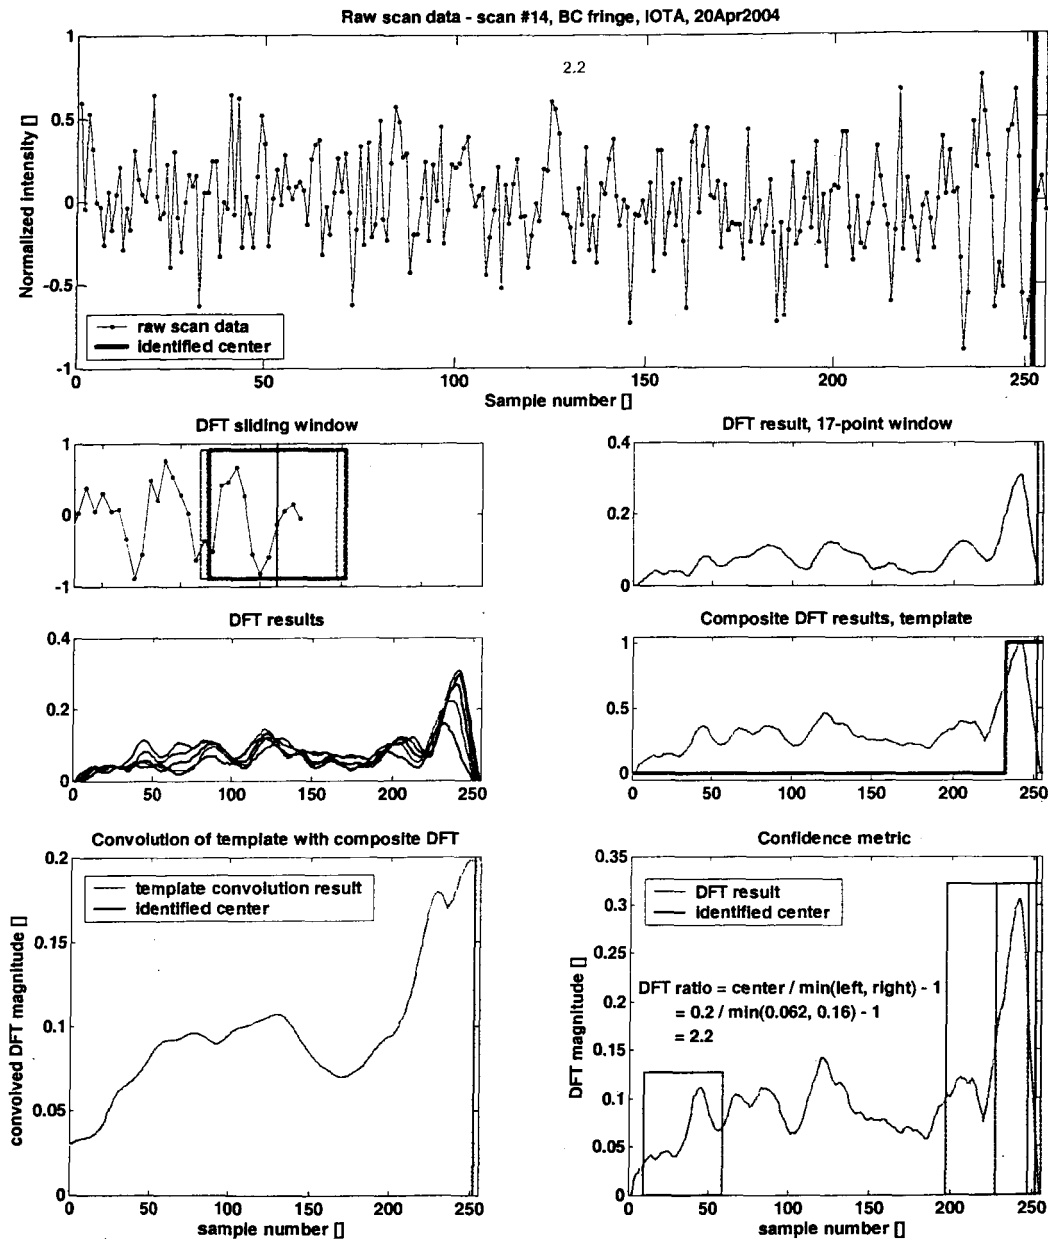 Raw scan data - scan #14, BC fringe, IOTA, 20Apr2004
1
0.5
0
-0.5
-1
Normalized intensity []
2.2
raw scan data
identified center
0 50 100 150 200 250
Sample number []
DFT sliding window
1
0
-1
DFT result, 17-point window
0.4
0.2
0
DFT results
0.4
0.2
0
0 50 100 150 200 250
Composite DFT results, template
1
0.5
0
0 50 100 150 200 250
Convolution of template with composite DFT
0.2
0.15
0.1
0.05
0
convolved DFT magnitude []
template convolution result
identified center
0 50 100 150 200 250
sample number []
Confidence metric
0.35
0.3
0.25
0.2
0.15
0.1
0.05
0
DFT magnitude []
DFT result
identified center
DFT ratio = center / min(left, right) - 1
= 0.2 / min(0.062, 0.16) - 1
= 2.2
0 50 100 150 200 250
sample number []